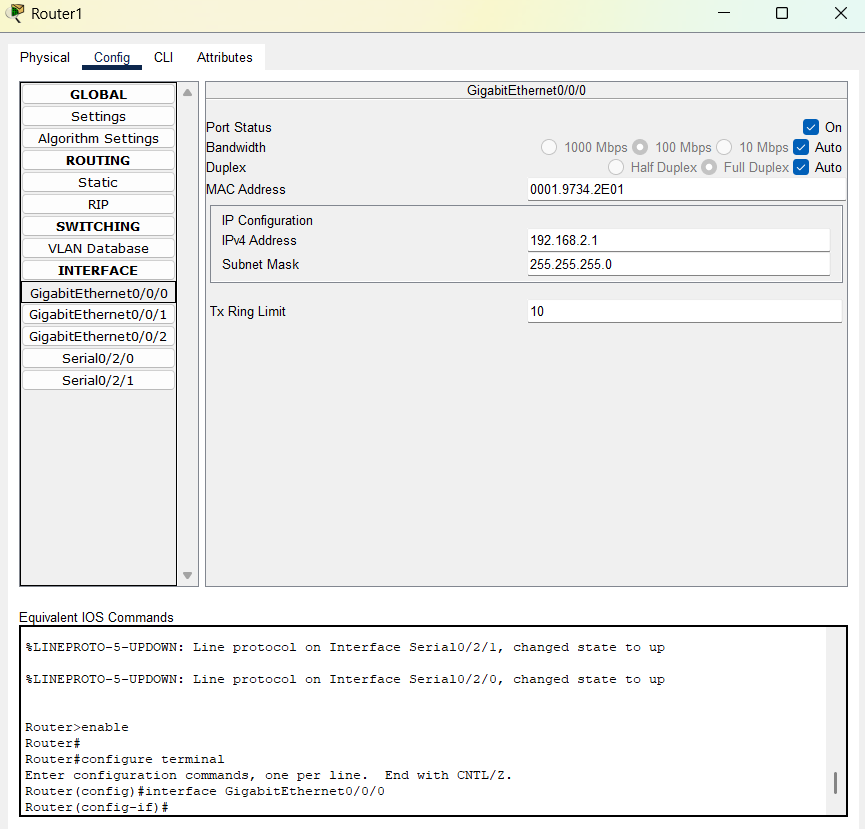 Router1
Physical Config CLI Attributes
GLOBAL
Settings
Algorithm Settings
ROUTING
Static
RIP
SWITCHING
VLAN Database
INTERFACE
GigabitEthernet0/0/0
GigabitEthernet0/0/1
GigabitEthernet0/0/2
Serial0/2/0
Serial0/2/1
GigabitEthernet0/0/0
Port Status On
Bandwidth 1000 Mbps 100 Mbps 10 Mbps Auto
Duplex Half Duplex Full Duplex Auto
MAC Address 0001.9734.2E01
IP Configuration
IPv4 Address 192.168.2.1
Subnet Mask 255.255.255.0
Tx Ring Limit 10
Equivalent IOS Commands
%LINEPROTO-5-UPDOWN: Line protocol on Interface Serial0/2/1, changed state to up
%LINEPROTO-5-UPDOWN: Line protocol on Interface Serial0/2/0, changed state to up
Router>enable
Router#
Router#configure terminal
Enter configuration commands, one per line.  End with CNTL/Z.
Router(config)#interface GigabitEthernet0/0/0
Router(config-if)#